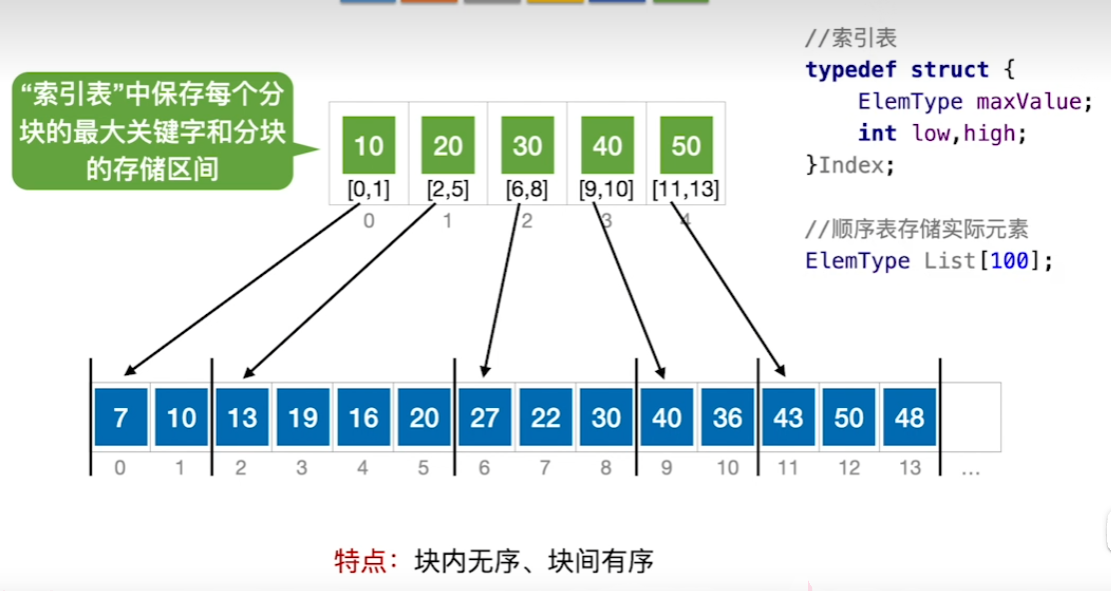 “索引表”中保存每个分
块的最大关键字和分块
的存储区间
10 20 30 40 50
[0,1] [2,5] [6,8] [9,10] [11,13]
0 1 2 3 4
//索引表
typedef struct {
ElemType maxValue;
int low,high;
}Index;
//顺序表存储实际元素
ElemType List[100];
7 10 13 19 16 20 27 22 30 40 36 43 50 48
0 1 2 3 4 5 6 7 8 9 10 11 12 13 ...
特点：块内无序、块间有序